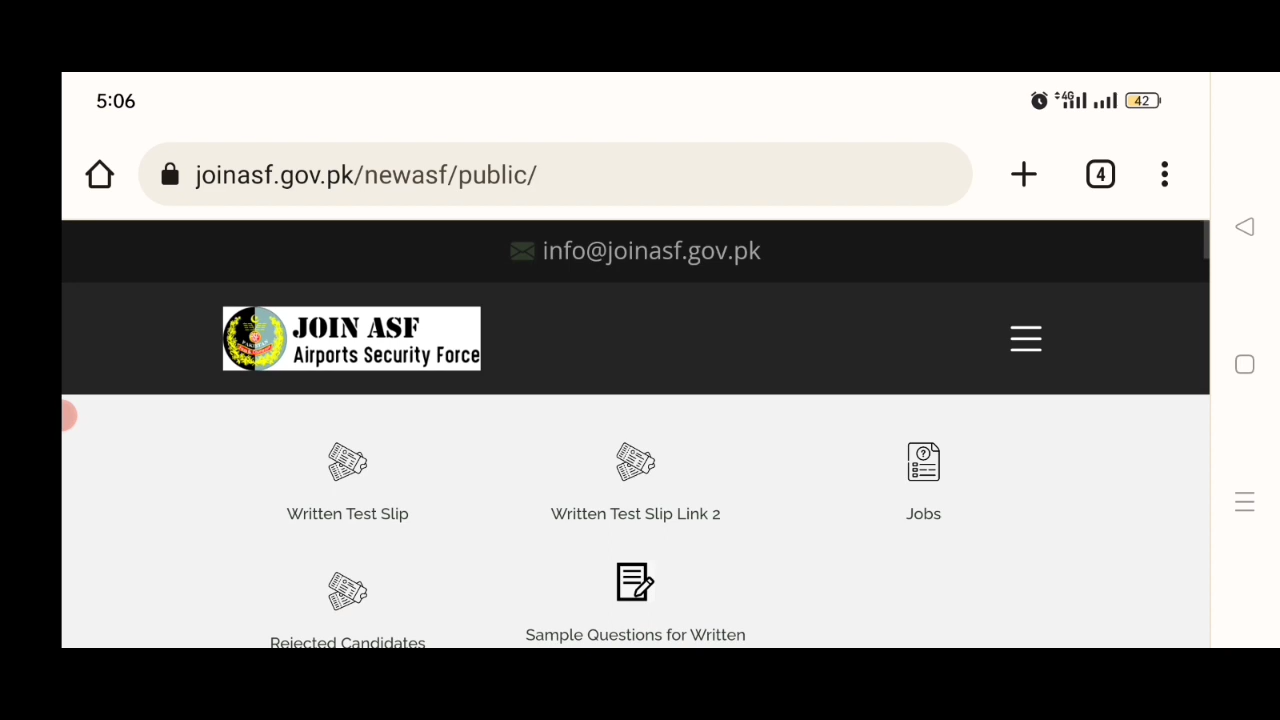 5:06
4G
42
joinasf.gov.pk/newasf/public/
4
info@joinasf.gov.pk
JOIN ASF
Airports Security Force
Written Test Slip
Written Test Slip Link 2
Jobs
Rejected Candidates
Sample Questions for Written